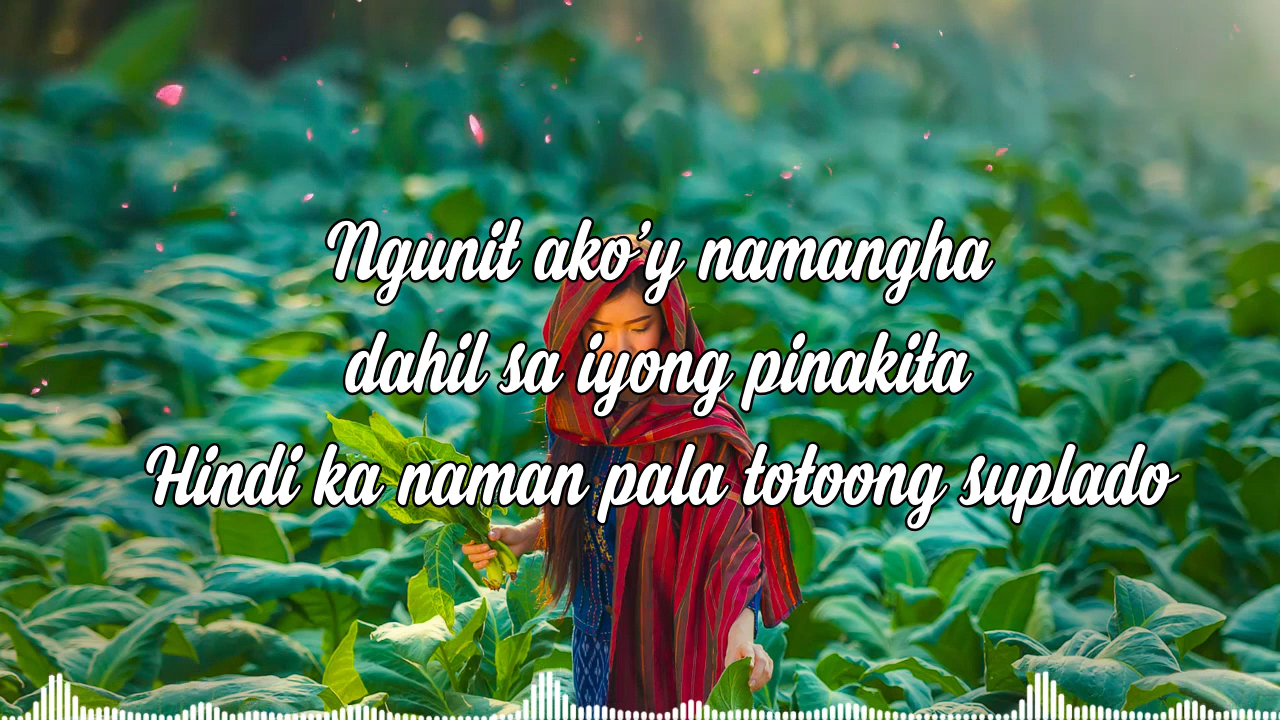 Ngunit ako'y namangha
dahil sa iyong pinakita
Hindi ka naman pala totoong suplado